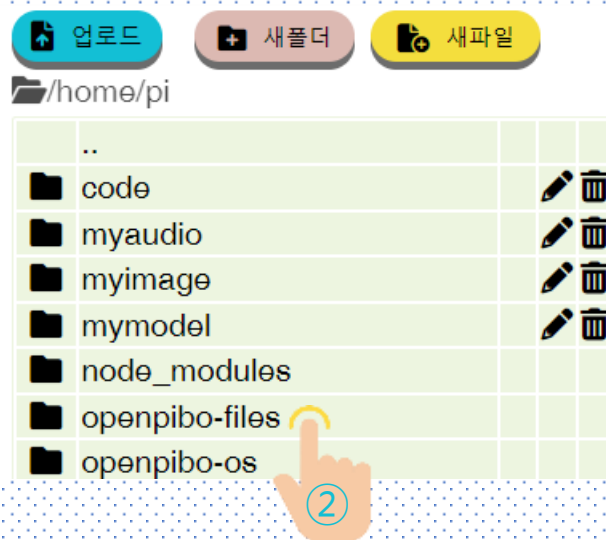 업로드 새폴더 새파일
/home/pi
..
code
myaudio
myimage
mymodel
node_modules
openpibo-files
openpibo-os
②